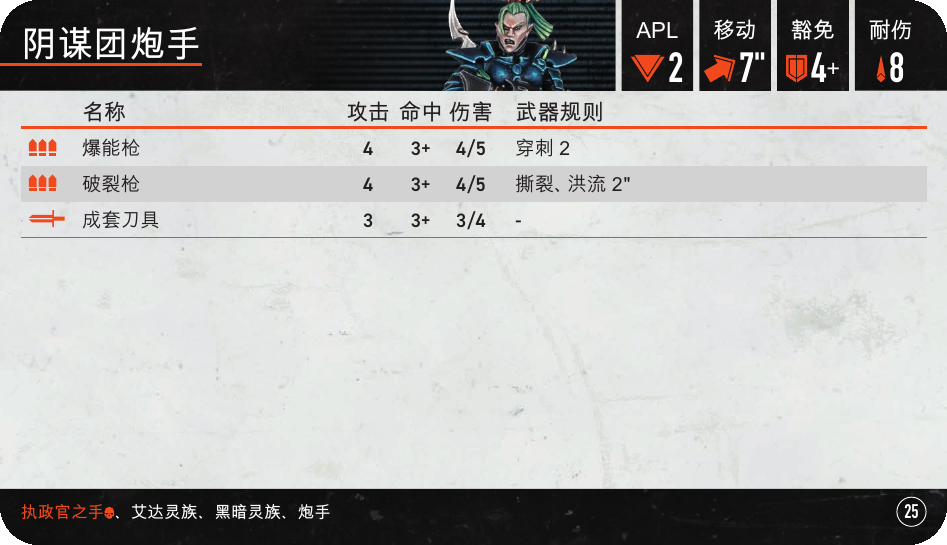 阴谋团炮手
APL 移动 豁免 耐伤
2 7" 4+ 8
名称 攻击 命中 伤害 武器规则
爆能枪 4 3+ 4/5 穿刺 2
破裂枪 4 3+ 4/5 撕裂、洪流 2"
成套刀具 3 3+ 3/4 -
执政官之手、艾达灵族、黑暗灵族、炮手
25